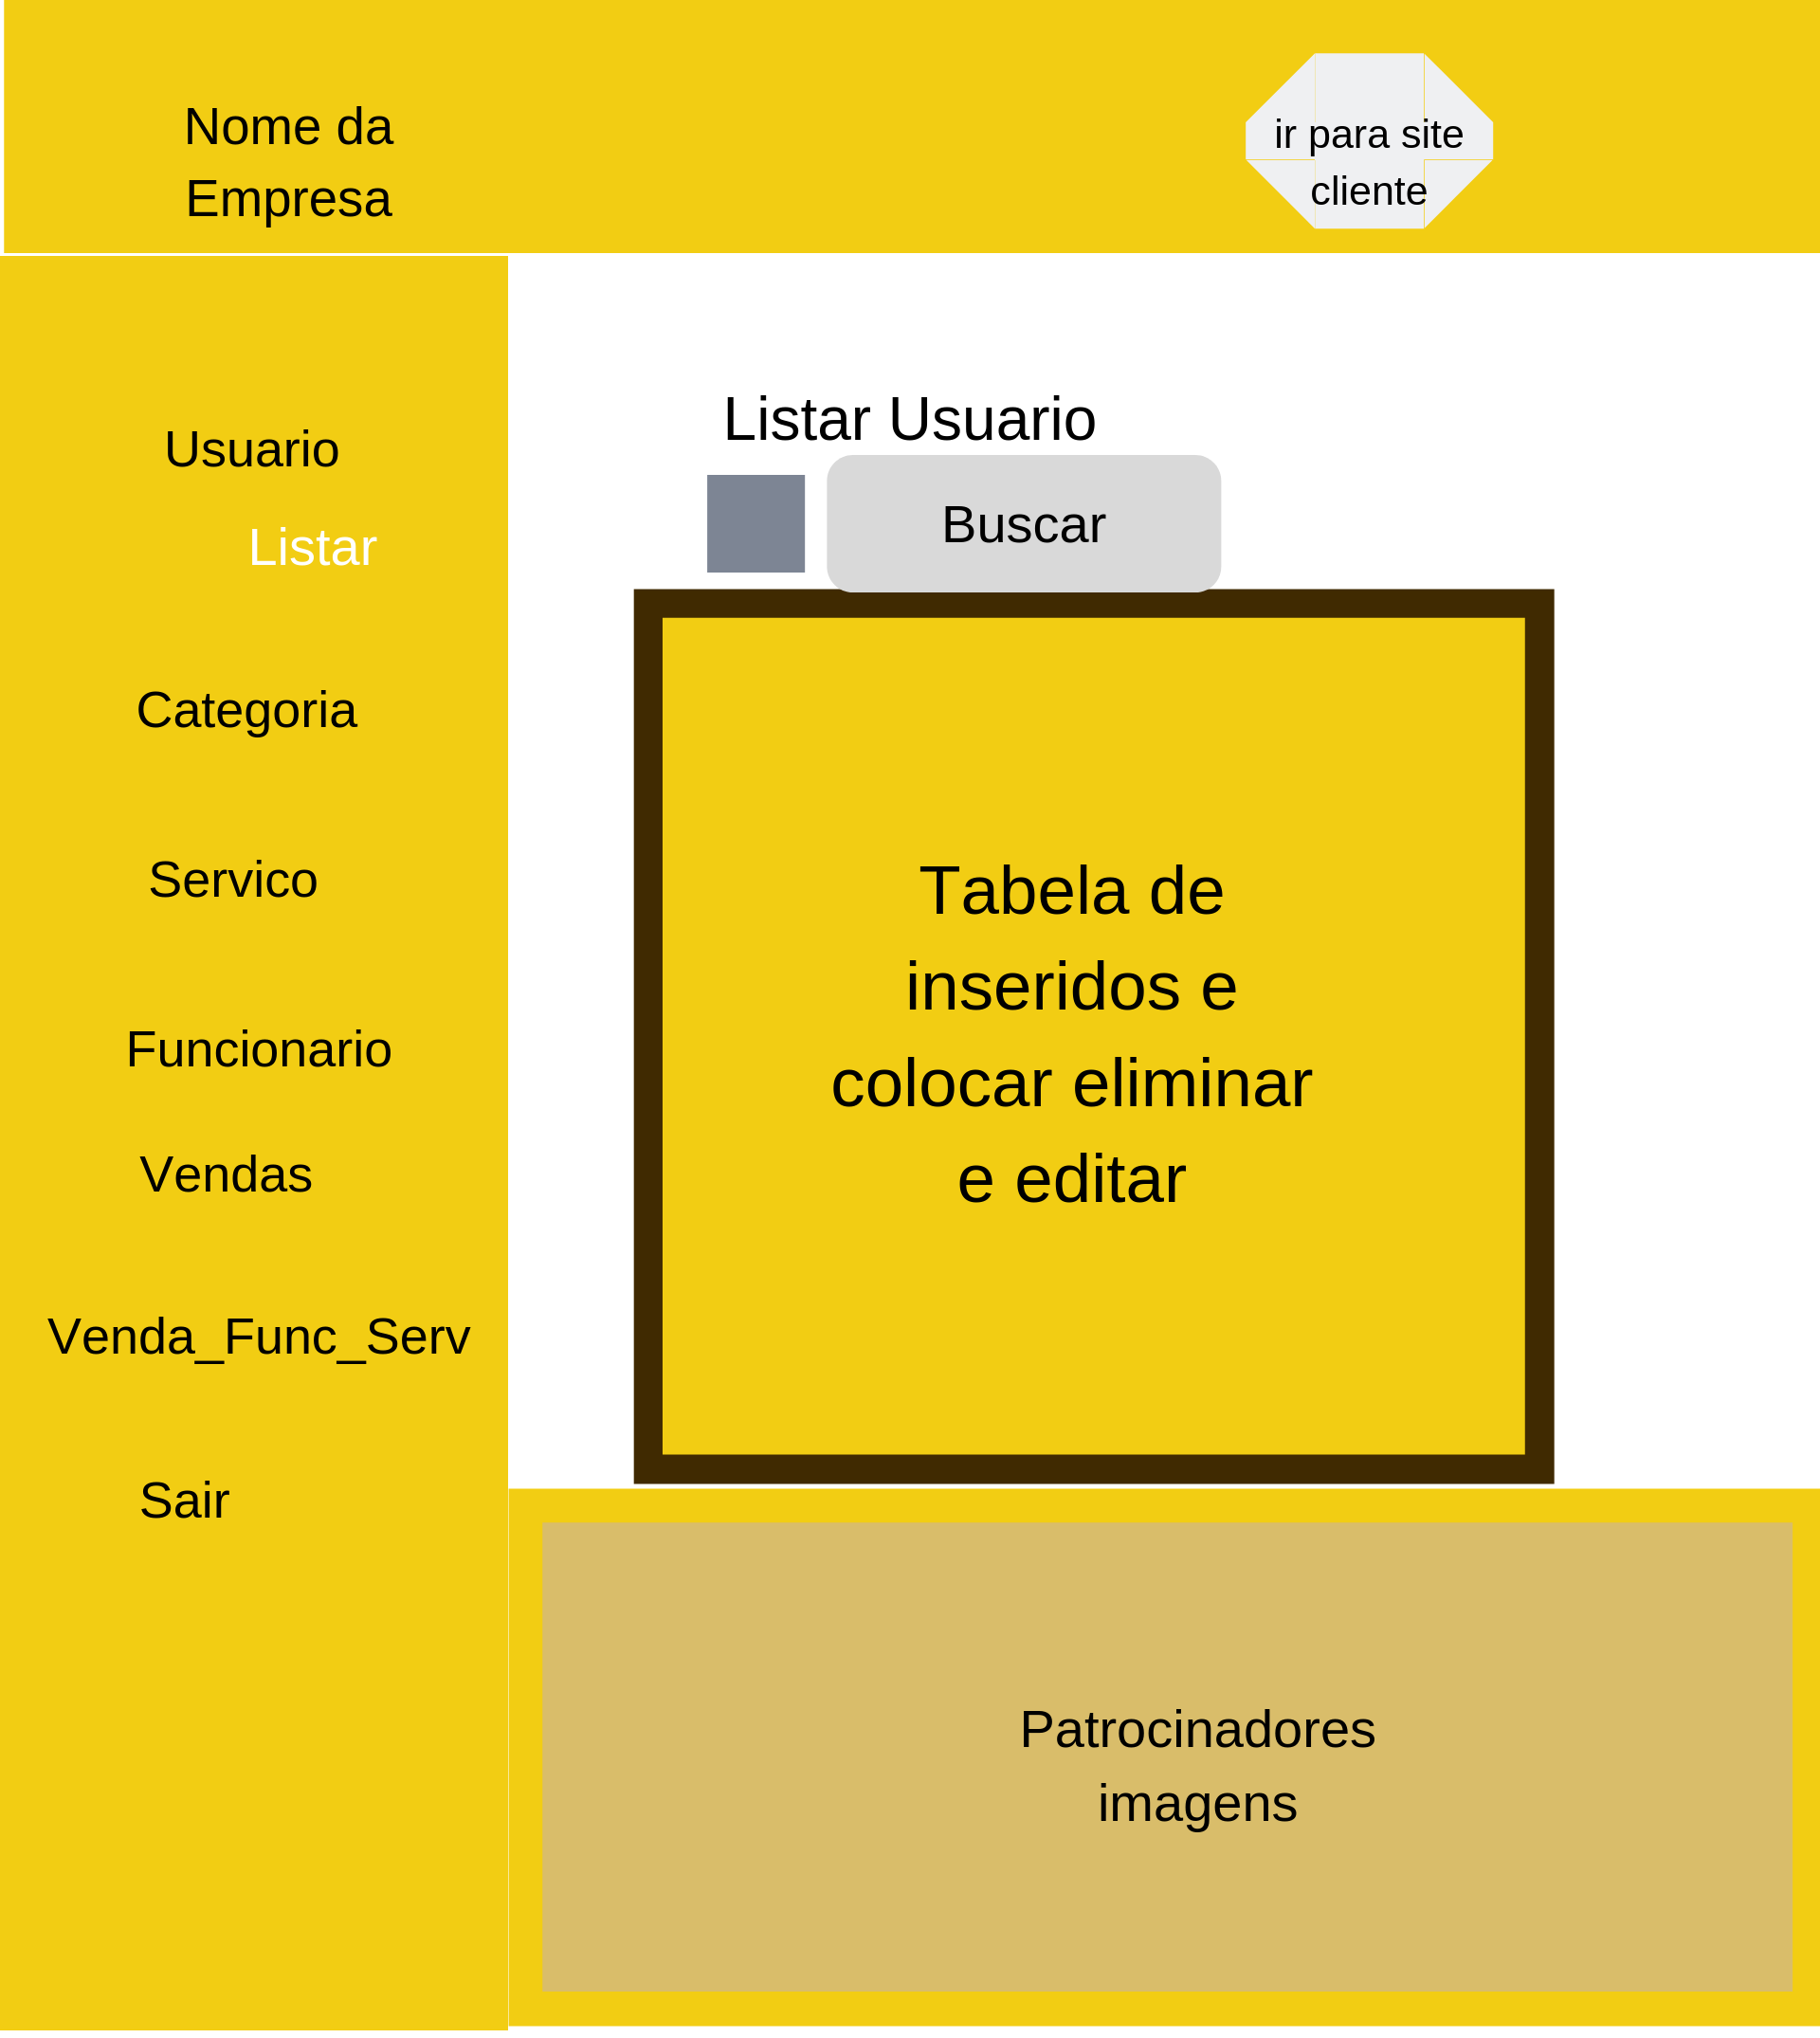 Nome da
Empresa
ir para site
cliente
Usuario
Listar
Categoria
Servico
Funcionario
Vendas
Venda_Func_Serv
Sair
Listar Usuario
Buscar
Tabela de
inseridos e
colocar eliminar
e editar
Patrocinadores
imagens